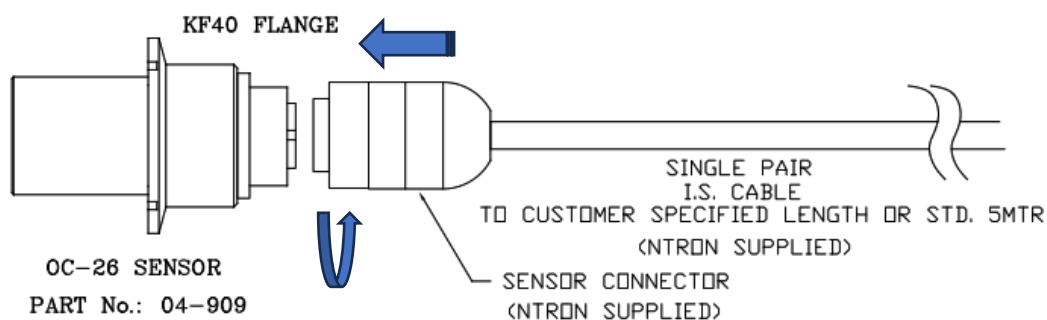 KF40 FLANGE
SINGLE PAIR
I.S. CABLE
TO CUSTOMER SPECIFIED LENGTH OR STD. 5MTR
(NTRON SUPPLIED)
OC-26 SENSOR
PART No.: 04-909
SENSOR CONNECTOR
(NTRON SUPPLIED)